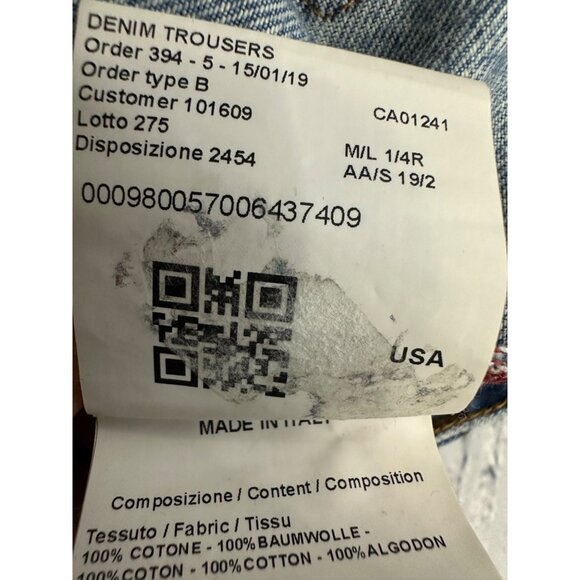 DENIM TROUSERS
Order 394 - 5 - 15/01/19
Order type B
Customer 101609 CA01241
Lotto 275 M/L 1/4R
Disposizione 2454 AA/S 19/2
000980057006437409
USA
MADE IN ITALY
Composizione / Content / Composition
Tessuto / Fabric / Tissu
100% COTONE - 100%BAUMWOLLE -
100% COTON - 100%COTTON - 100%ALGODON